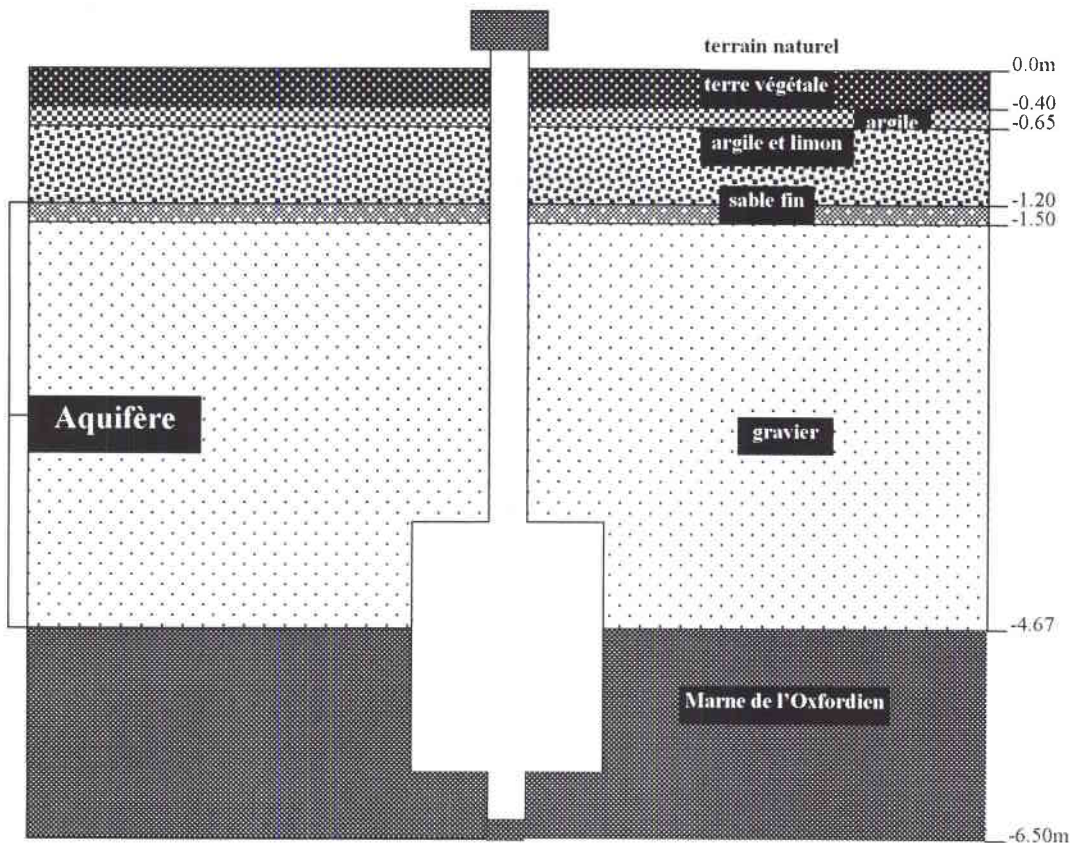 terrain naturel
0.0m
terre végétale
-0.40
argile
-0.65
argile et limon
sable fin
-1.20
-1.50
Aquifère
gravier
-4.67
Marne de l'Oxfordien
-6.50m